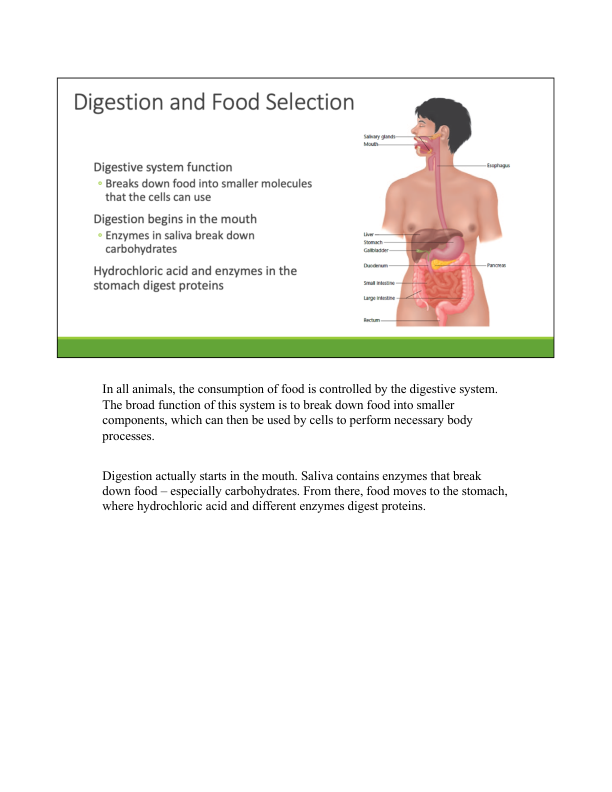 Digestion and Food Selection
Digestive system function
◦ Breaks down food into smaller molecules
that the cells can use
Digestion begins in the mouth
◦ Enzymes in saliva break down
carbohydrates
Hydrochloric acid and enzymes in the
stomach digest proteins
Salivary glands
Mouth
Esophagus
Liver
Stomach
Gallbladder
Duodenum
Pancreas
Small intestine
Large intestine
Rectum
In all animals, the consumption of food is controlled by the digestive system.
The broad function of this system is to break down food into smaller
components, which can then be used by cells to perform necessary body
processes.
Digestion actually starts in the mouth. Saliva contains enzymes that break
down food – especially carbohydrates. From there, food moves to the stomach,
where hydrochloric acid and different enzymes digest proteins.